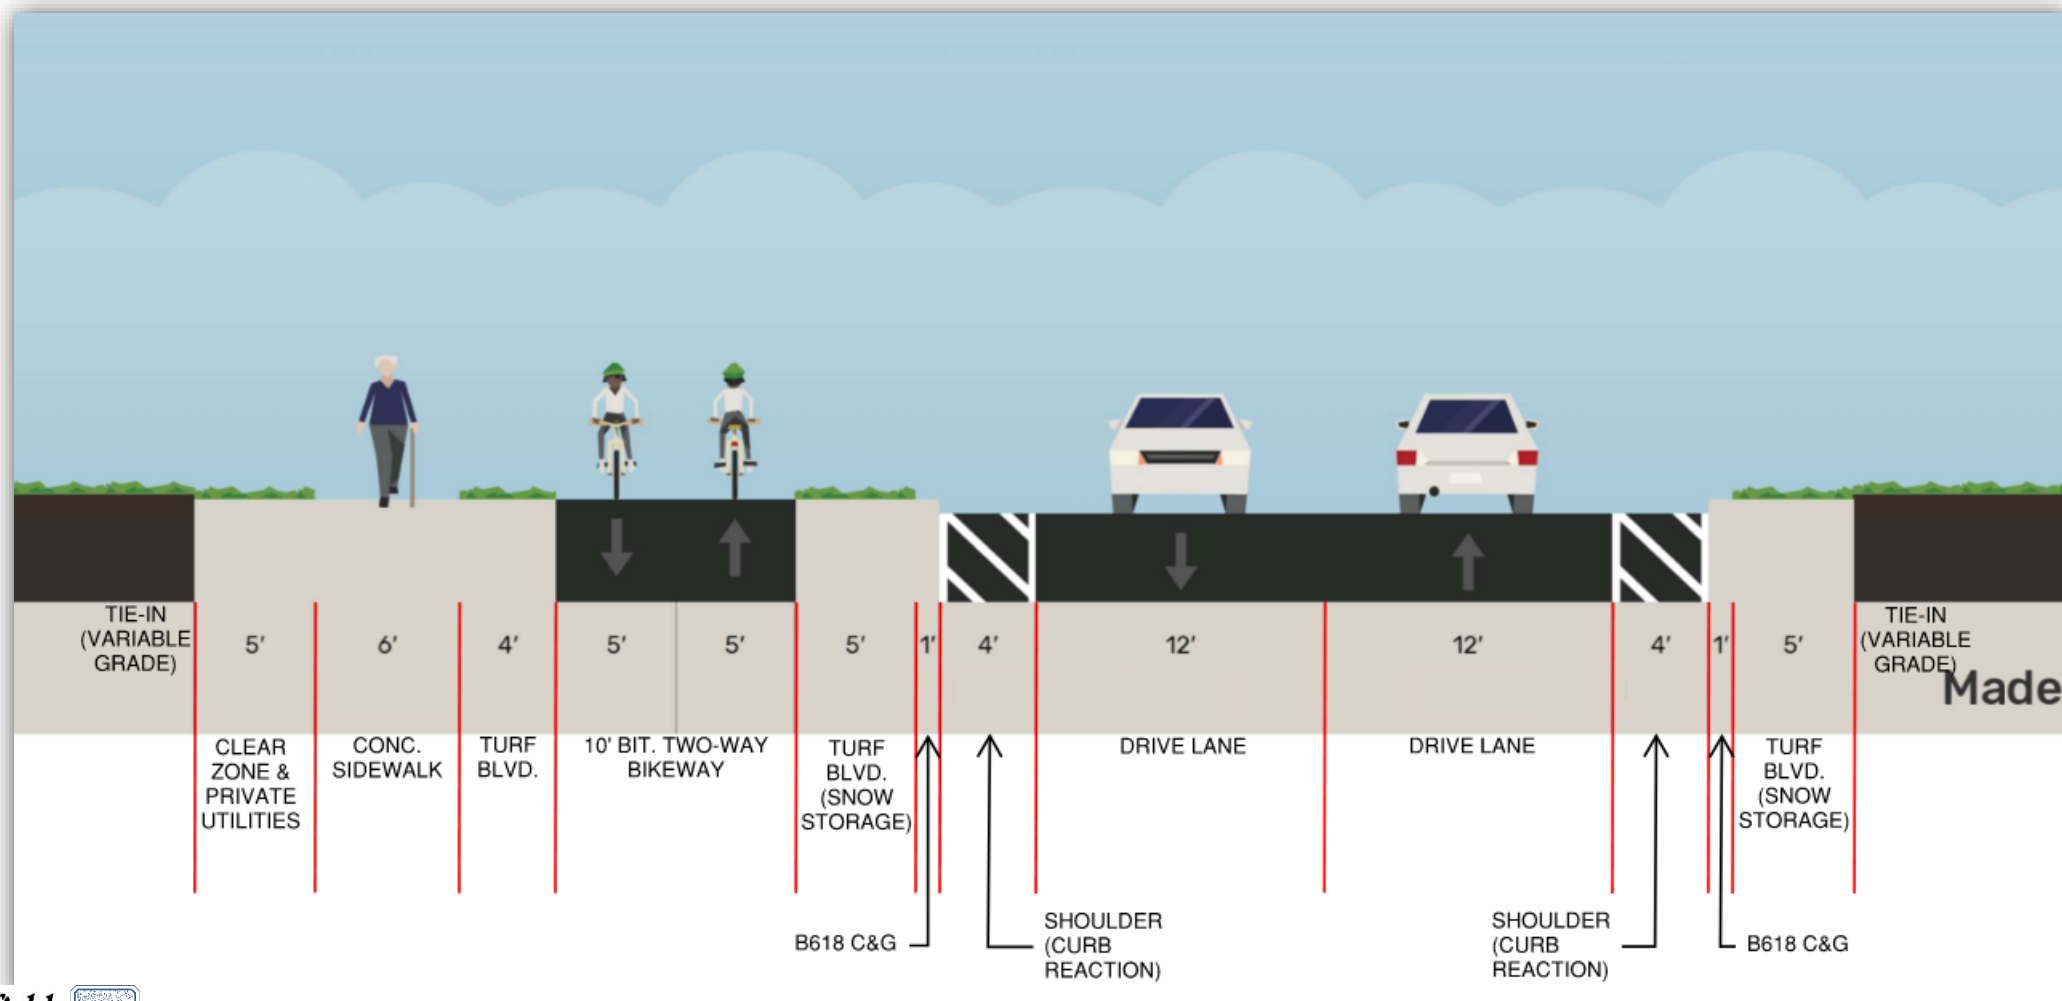 TIE-IN
(VARIABLE
GRADE)
5'
6'
4'
5'
5'
5'
1'
4'
12'
12'
4'
1'
5'
TIE-IN
(VARIABLE
GRADE)
Made
CLEAR
ZONE &
PRIVATE
UTILITIES
CONC.
SIDEWALK
TURF
BLVD.
10' BIT. TWO-WAY
BIKEWAY
TURF
BLVD.
(SNOW
STORAGE)
DRIVE LANE
DRIVE LANE
TURF
BLVD.
(SNOW
STORAGE)
B618 C&G
SHOULDER
(CURB
REACTION)
SHOULDER
(CURB
REACTION)
B618 C&G